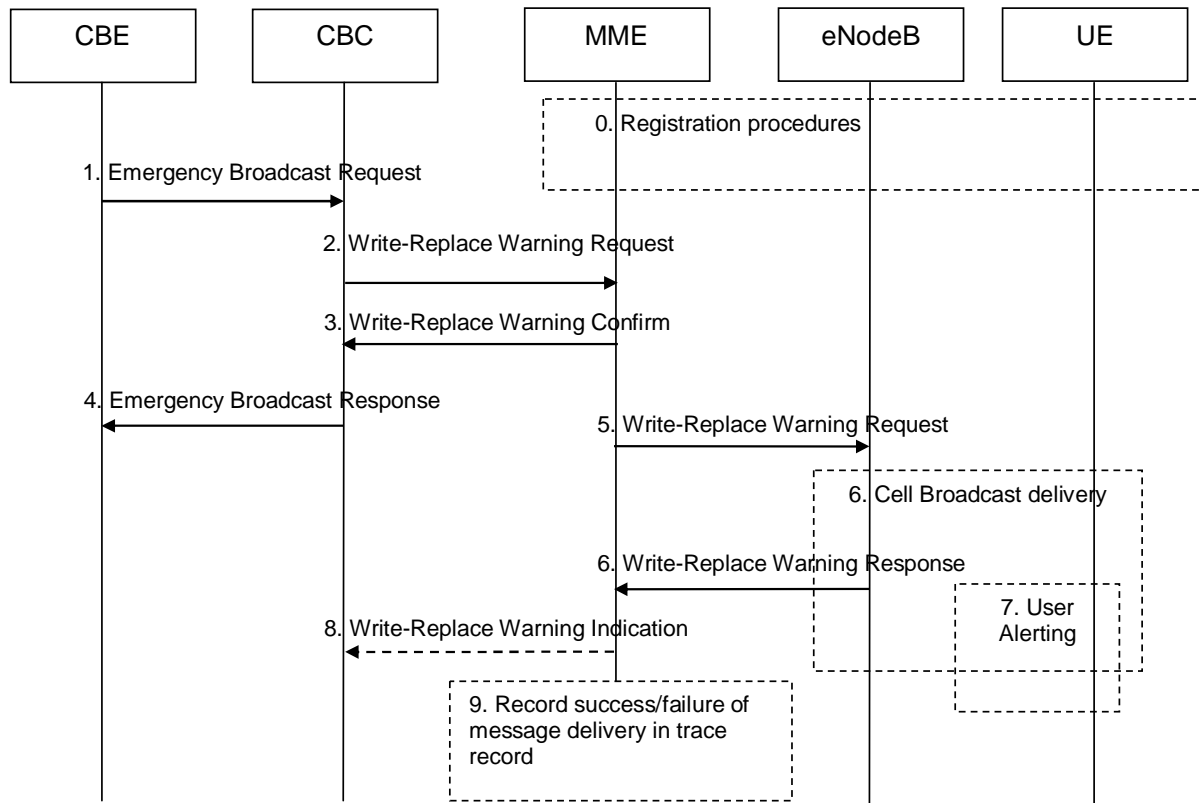 CBE
CBC
MME
eNodeB
UE
0. Registration procedures
1. Emergency Broadcast Request
2. Write-Replace Warning Request
3. Write-Replace Warning Confirm
4. Emergency Broadcast Response
5. Write-Replace Warning Request
6. Cell Broadcast delivery
6. Write-Replace Warning Response
7. User
Alerting
8. Write-Replace Warning Indication
9. Record success/failure of
message delivery in trace
record